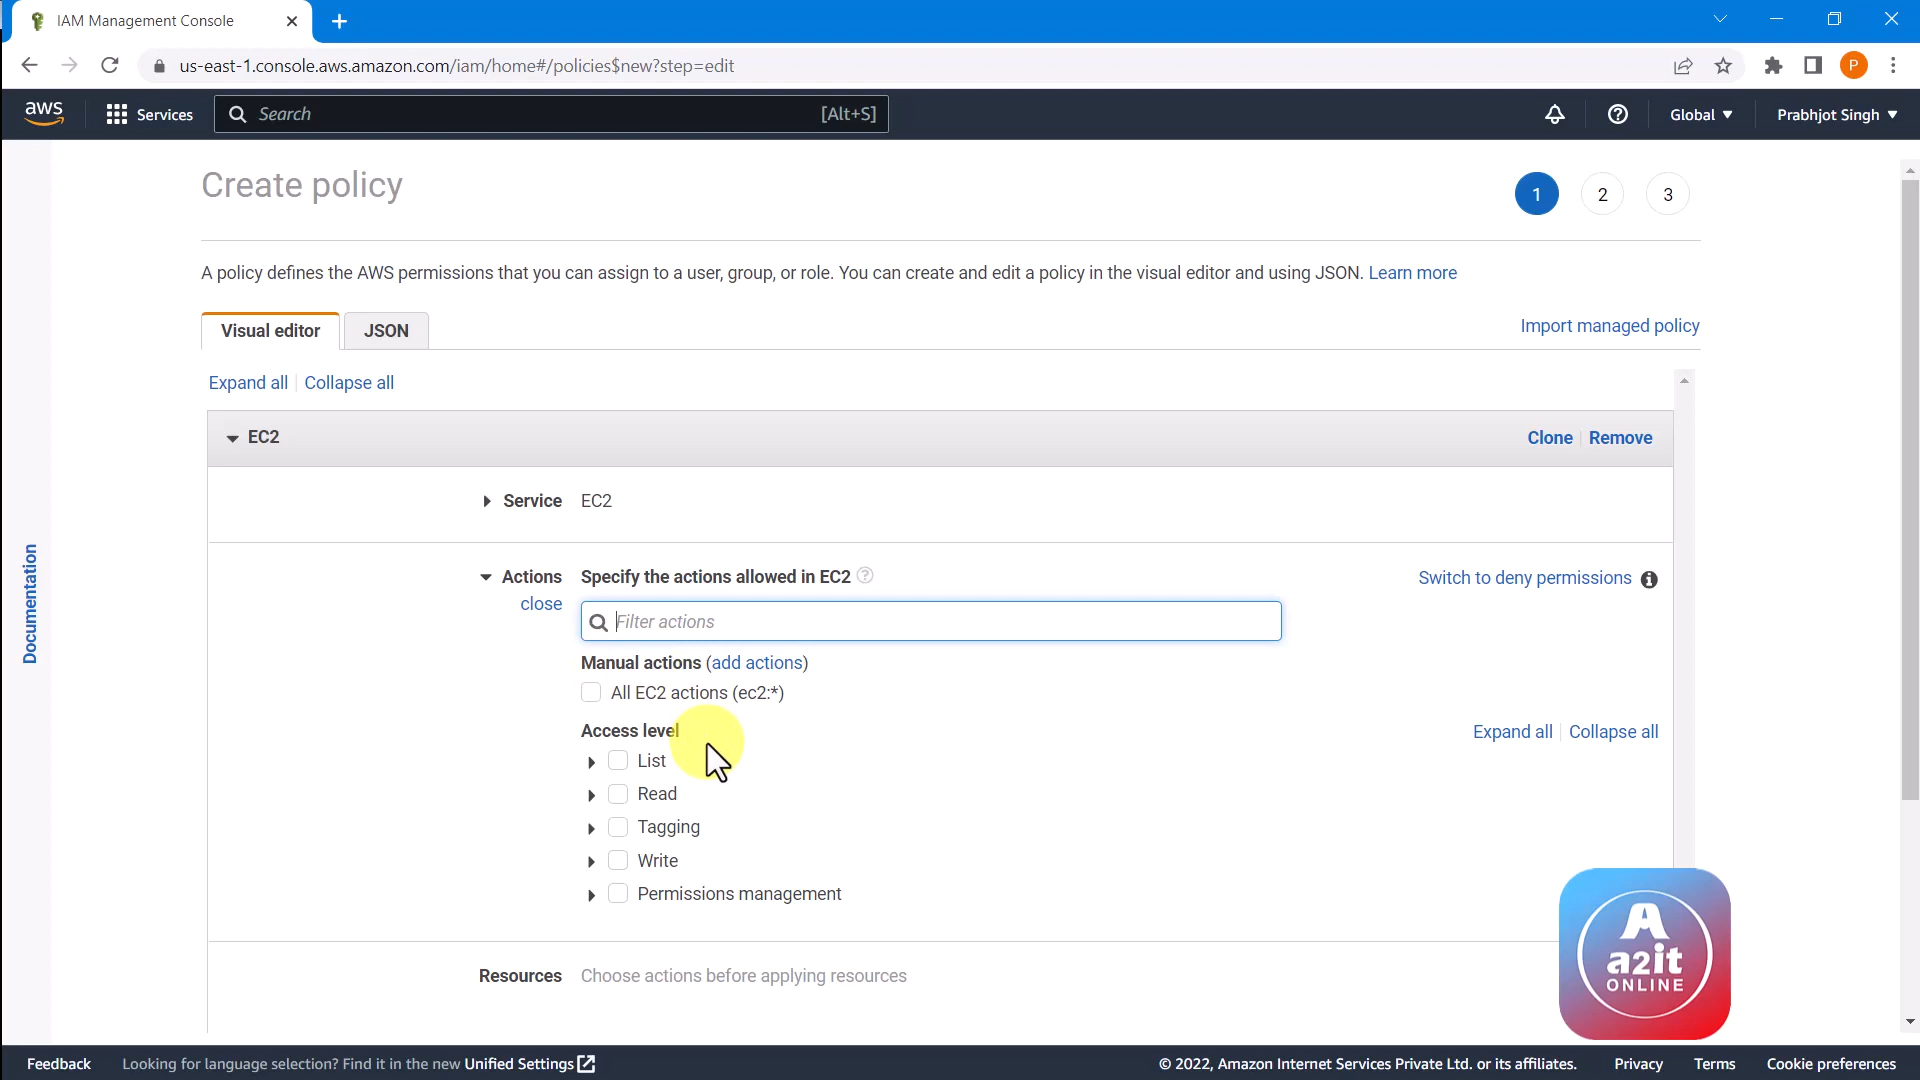 IAM Management Console
us-east-1.console.aws.amazon.com/iam/home#/policies$new?step=edit
P
aws Services Search [Alt+S] Global Prabhjot Singh
Create policy
1 2 3
A policy defines the AWS permissions that you can assign to a user, group, or role. You can create and edit a policy in the visual editor and using JSON. Learn more
Visual editor JSON Import managed policy
Expand all Collapse all
EC2 Clone Remove
Service EC2
Actions Specify the actions allowed in EC2 Switch to deny permissions
close
Filter actions
Manual actions (add actions)
All EC2 actions (ec2:*)
Access level Expand all Collapse all
List
Read
Tagging
Write
Permissions management
Resources Choose actions before applying resources
Documentation
A
a2it
ONLINE
Feedback Looking for language selection? Find it in the new Unified Settings © 2022, Amazon Internet Services Private Ltd. or its affiliates. Privacy Terms Cookie preferences